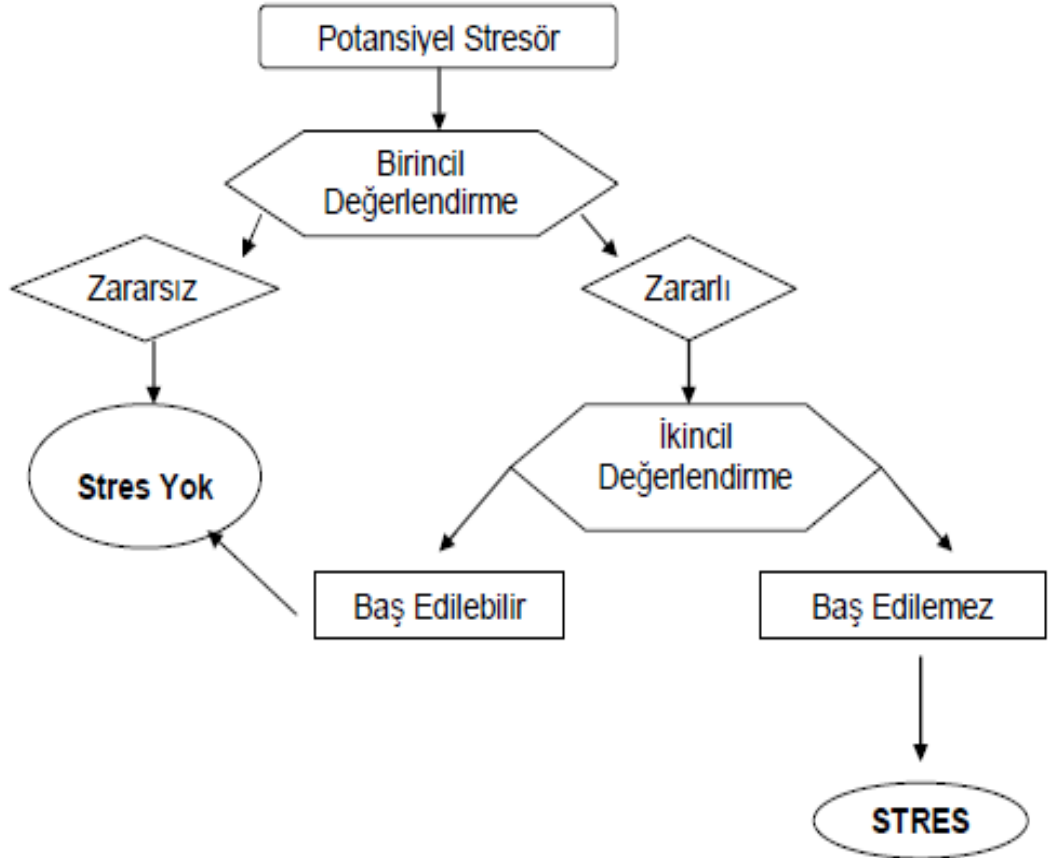 Potansiyel Stresör
Birincil
Değerlendirme
Zararsız
Zararlı
Stres Yok
İkincil
Değerlendirme
Baş Edilebilir
Baş Edilemez
STRES